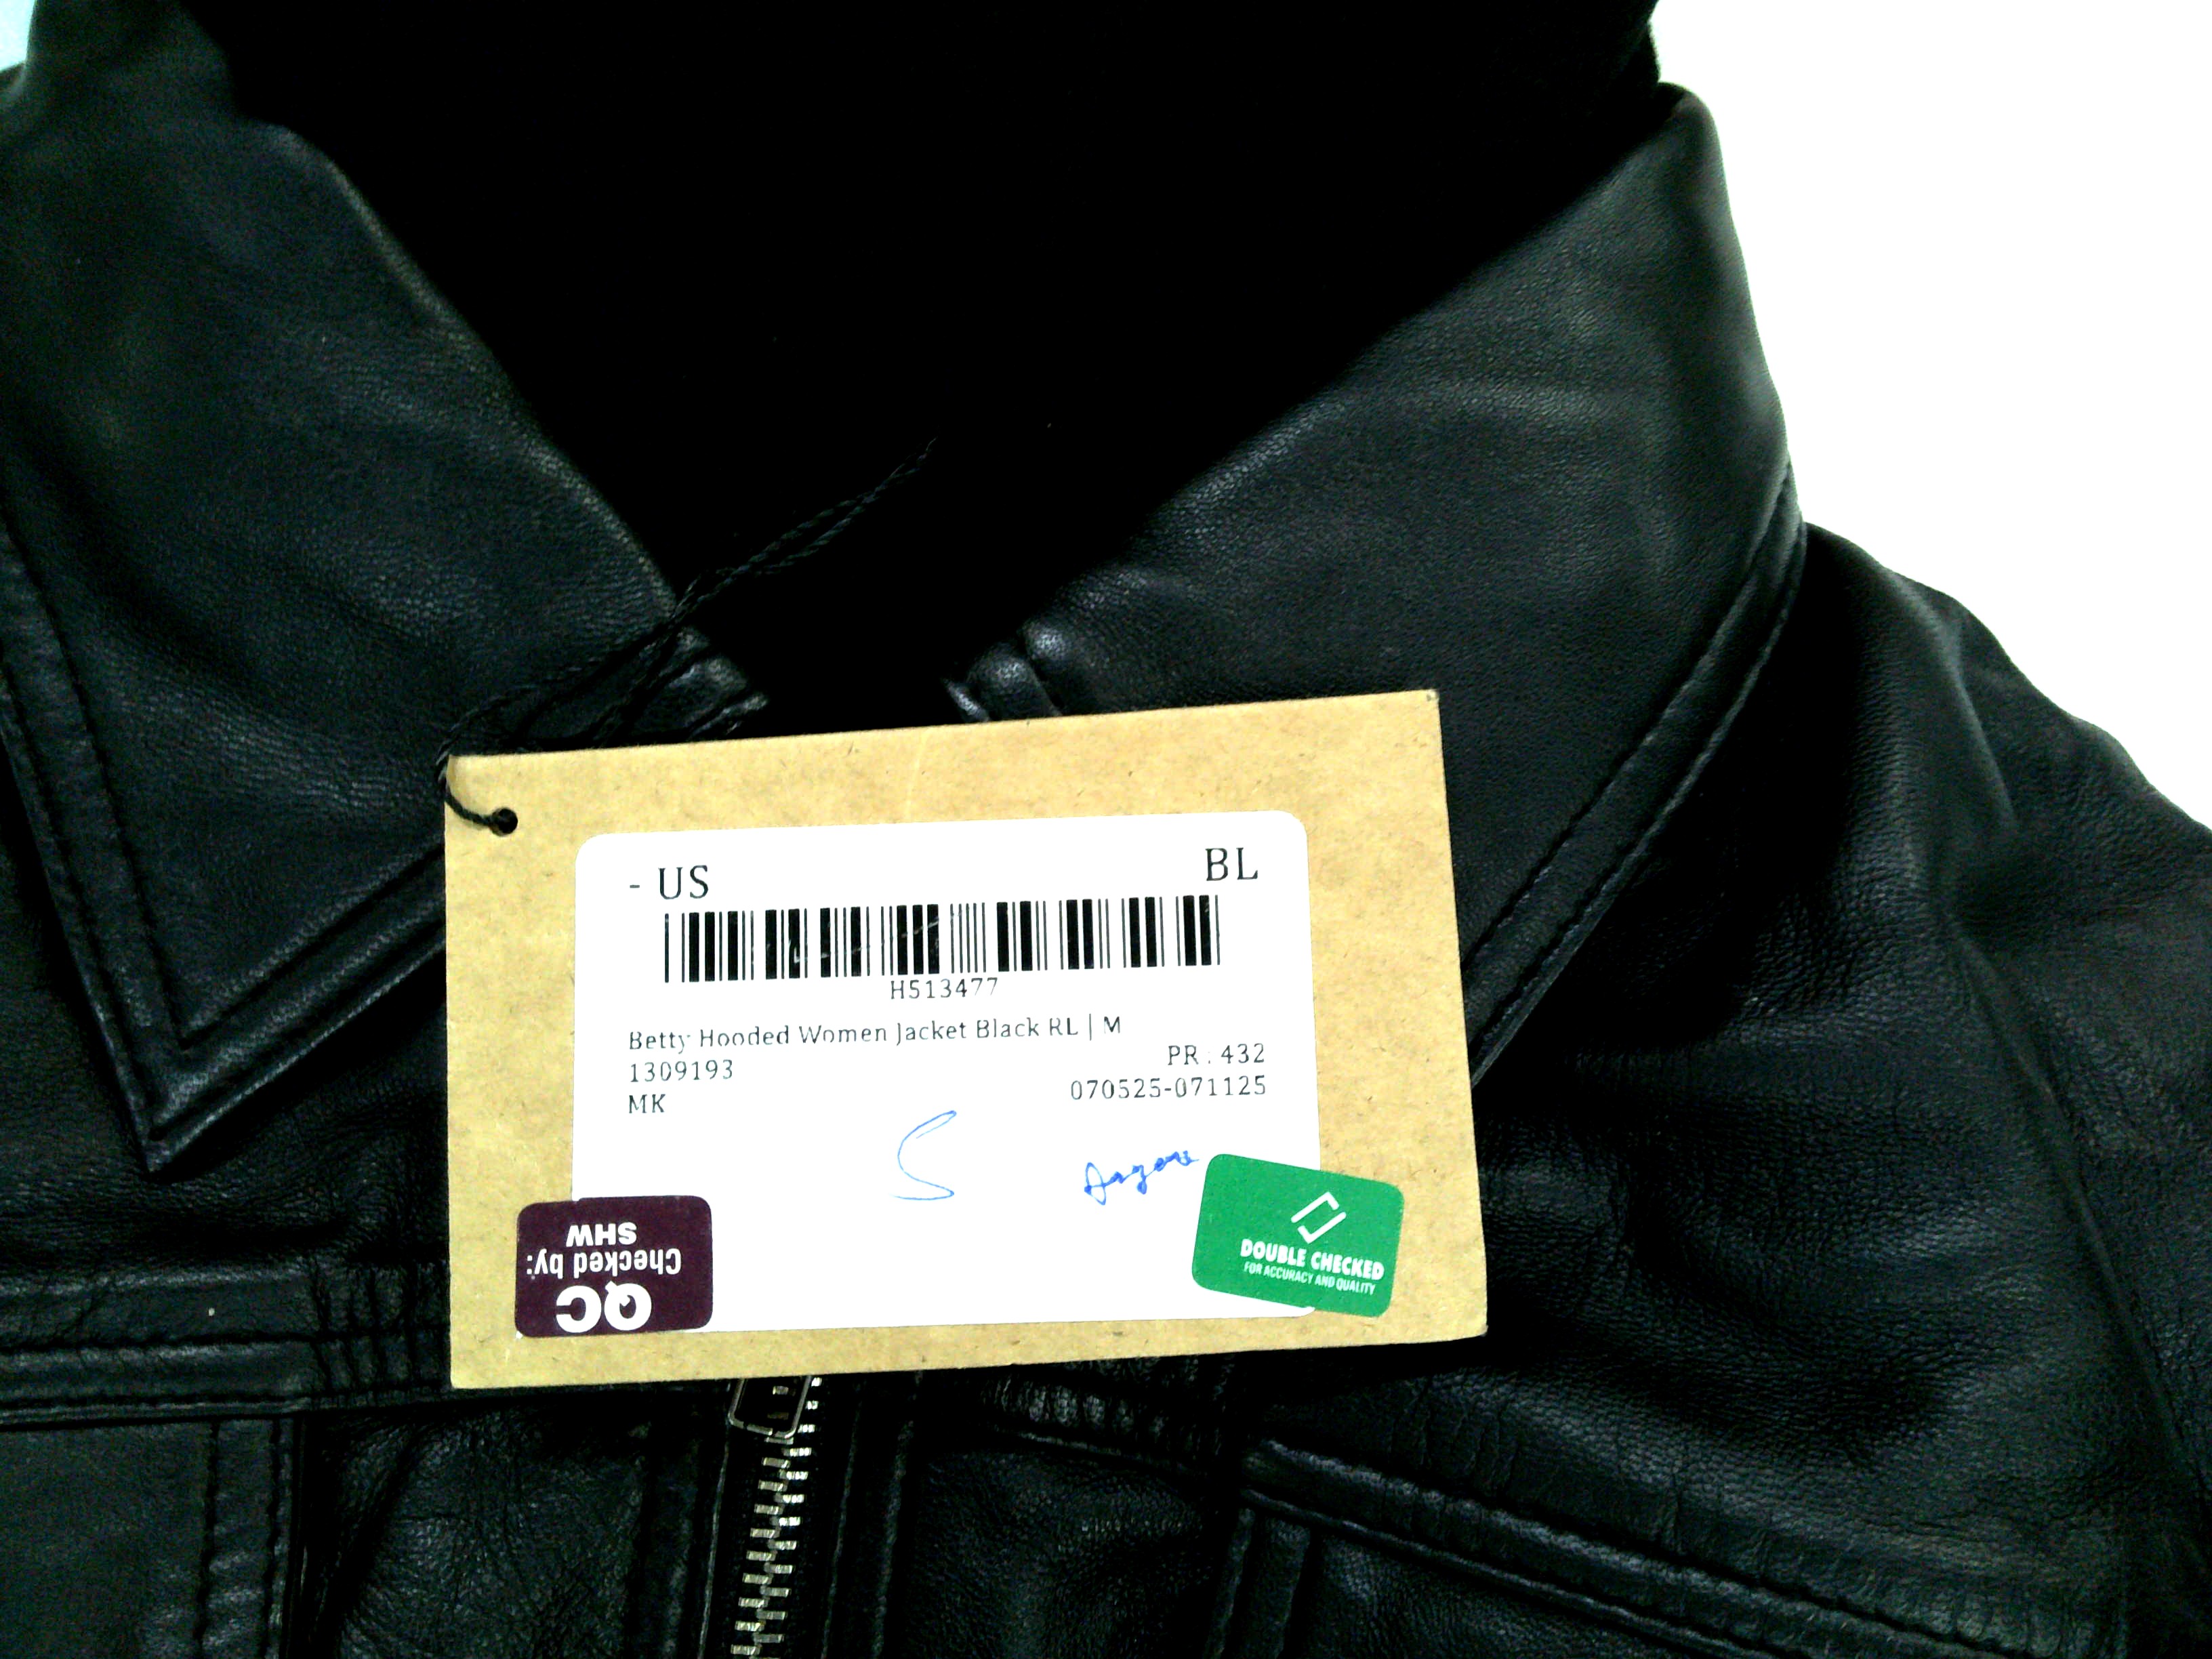 - US BL
H513477
Betty Hooded Women Jacket Black RL | M
1309193 PR : 432
MK 070525-071125
S
QC
Checked by:
SHW
DOUBLE CHECKED
FOR ACCURACY AND QUALITY